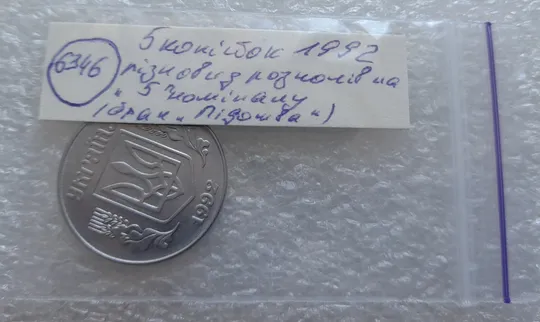 5 копійок 1992
6346 різновид розколів на
"5" номіналу
(брак „Підошва")
УКРАЇНА
1992